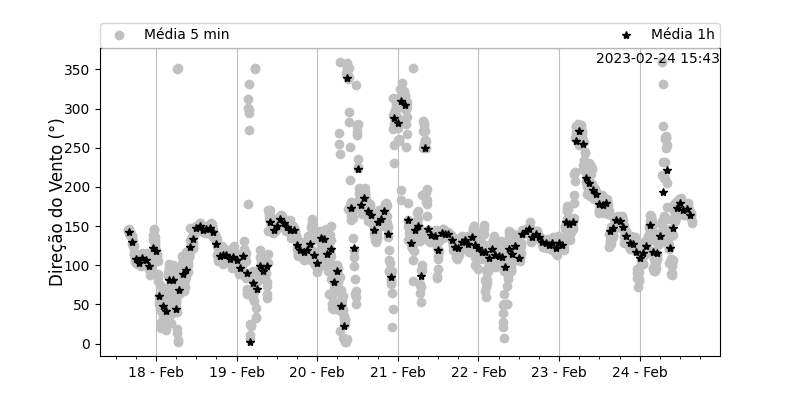 Média 5 min
Média 1h
2023-02-24 15:43
Direção do Vento (°)
350
300
250
200
150
100
50
0
18 - Feb
19 - Feb
20 - Feb
21 - Feb
22 - Feb
23 - Feb
24 - Feb